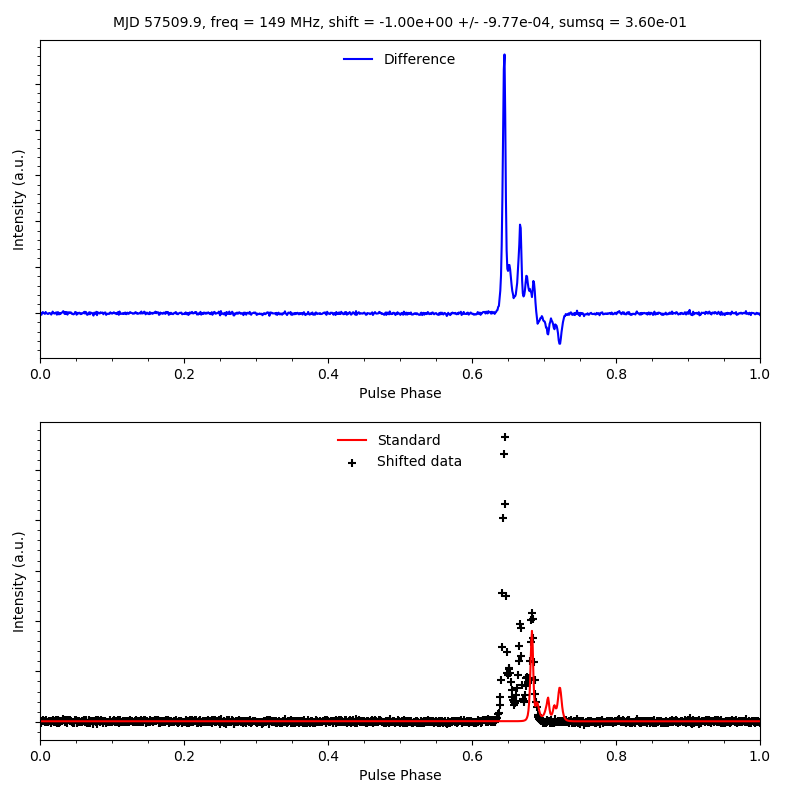 MJD 57509.9, freq = 149 MHz, shift = -1.00e+00 +/- -9.77e-04, sumsq = 3.60e-01
Difference
Intensity (a.u.)
0.0 0.2 0.4 0.6 0.8 1.0
Pulse Phase
Standard
Shifted data
Intensity (a.u.)
0.0 0.2 0.4 0.6 0.8 1.0
Pulse Phase